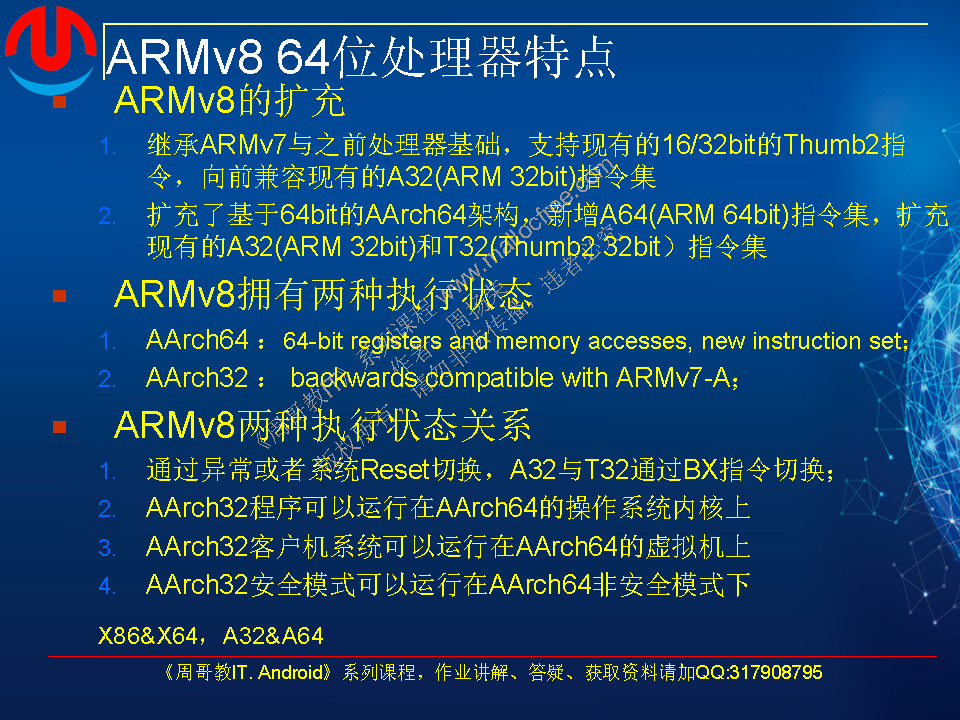 ARMv8 64位处理器特点
ARMv8的扩充
1. 继承ARMv7与之前处理器基础，支持现有的16/32bit的Thumb2指
令，向前兼容现有的A32(ARM 32bit)指令集
2. 扩充了基于64bit的AArch64架构，新增A64(ARM 64bit)指令集，扩充
现有的A32(ARM 32bit)和T32(Thumb2 32bit）指令集
ARMv8拥有两种执行状态
1. AArch64 ：64-bit registers and memory accesses, new instruction set；
2. AArch32 ： backwards compatible with ARMv7-A；
ARMv8两种执行状态关系
1. 通过异常或者系统Reset切换，A32与T32通过BX指令切换；
2. AArch32程序可以运行在AArch64的操作系统内核上
3. AArch32客户机系统可以运行在AArch64的虚拟机上
4. AArch32安全模式可以运行在AArch64非安全模式下
X86&X64，A32&A64
《周哥教IT. Android》系列课程，作业讲解、答疑、获取资料请加QQ:317908795
《周哥教IT》系列课程 www.mallocfree.com
版权所有，请勿非法传播，违者必究